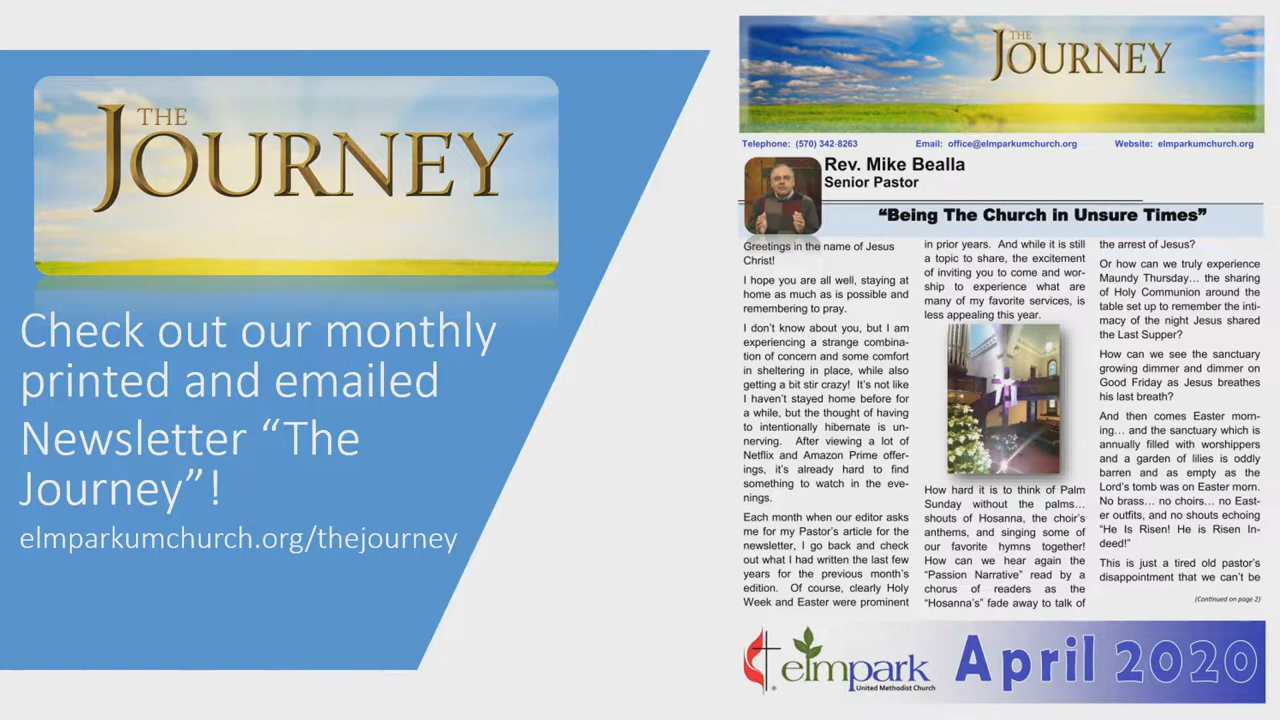 THE
JOURNEY
Check out our monthly
printed and emailed
Newsletter “The
Journey”!
elmparkumchurch.org/thejourney
THE
JOURNEY
Telephone: (570) 342-8263 Email: office@elmparkumchurch.org Website: elmparkumchurch.org
Rev. Mike Bealla
Senior Pastor
“Being The Church in Unsure Times”
Greetings in the name of Jesus
Christ!
I hope you are all well, staying at
home as much as is possible and
remembering to pray.
I don’t know about you, but I am
experiencing a strange combina-
tion of concern and some comfort
in sheltering in place, while also
getting a bit stir crazy! It’s not like
I haven’t stayed home before for
a while, but the thought of having
to intentionally hibernate is un-
nerving. After viewing a lot of
Netflix and Amazon Prime offer-
ings, it’s already hard to find
something to watch in the eve-
nings.
Each month when our editor asks
me for my Pastor’s article for the
newsletter, I go back and check
out what I had written the last few
years for the previous month’s
edition. Of course, clearly Holy
Week and Easter were prominent
in prior years. And while it is still
a topic to share, the excitement
of inviting you to come and wor-
ship to experience what are
many of my favorite services, is
less appealing this year.
How hard it is to think of Palm
Sunday without the palms…
shouts of Hosanna, the choir’s
anthems, and singing some of
our favorite hymns together!
How can we hear again the
“Passion Narrative” read by a
chorus of readers as the
“Hosanna’s” fade away to talk of
the arrest of Jesus?
Or how can we truly experience
Maundy Thursday… the sharing
of Holy Communion around the
table set up to remember the inti-
macy of the night Jesus shared
the Last Supper?
How can we see the sanctuary
growing dimmer and dimmer on
Good Friday as Jesus breathes
his last breath?
And then comes Easter morn-
ing… and the sanctuary which is
annually filled with worshippers
and a garden of lilies is oddly
barren and as empty as the
Lord’s tomb was on Easter morn.
No brass… no choirs… no East-
er outfits, and no shouts echoing
“He Is Risen! He is Risen In-
deed!”
This is just a tired old pastor’s
disappointment that we can’t be
(Continued on page 2)
elmpark
United Methodist Church
April 2020